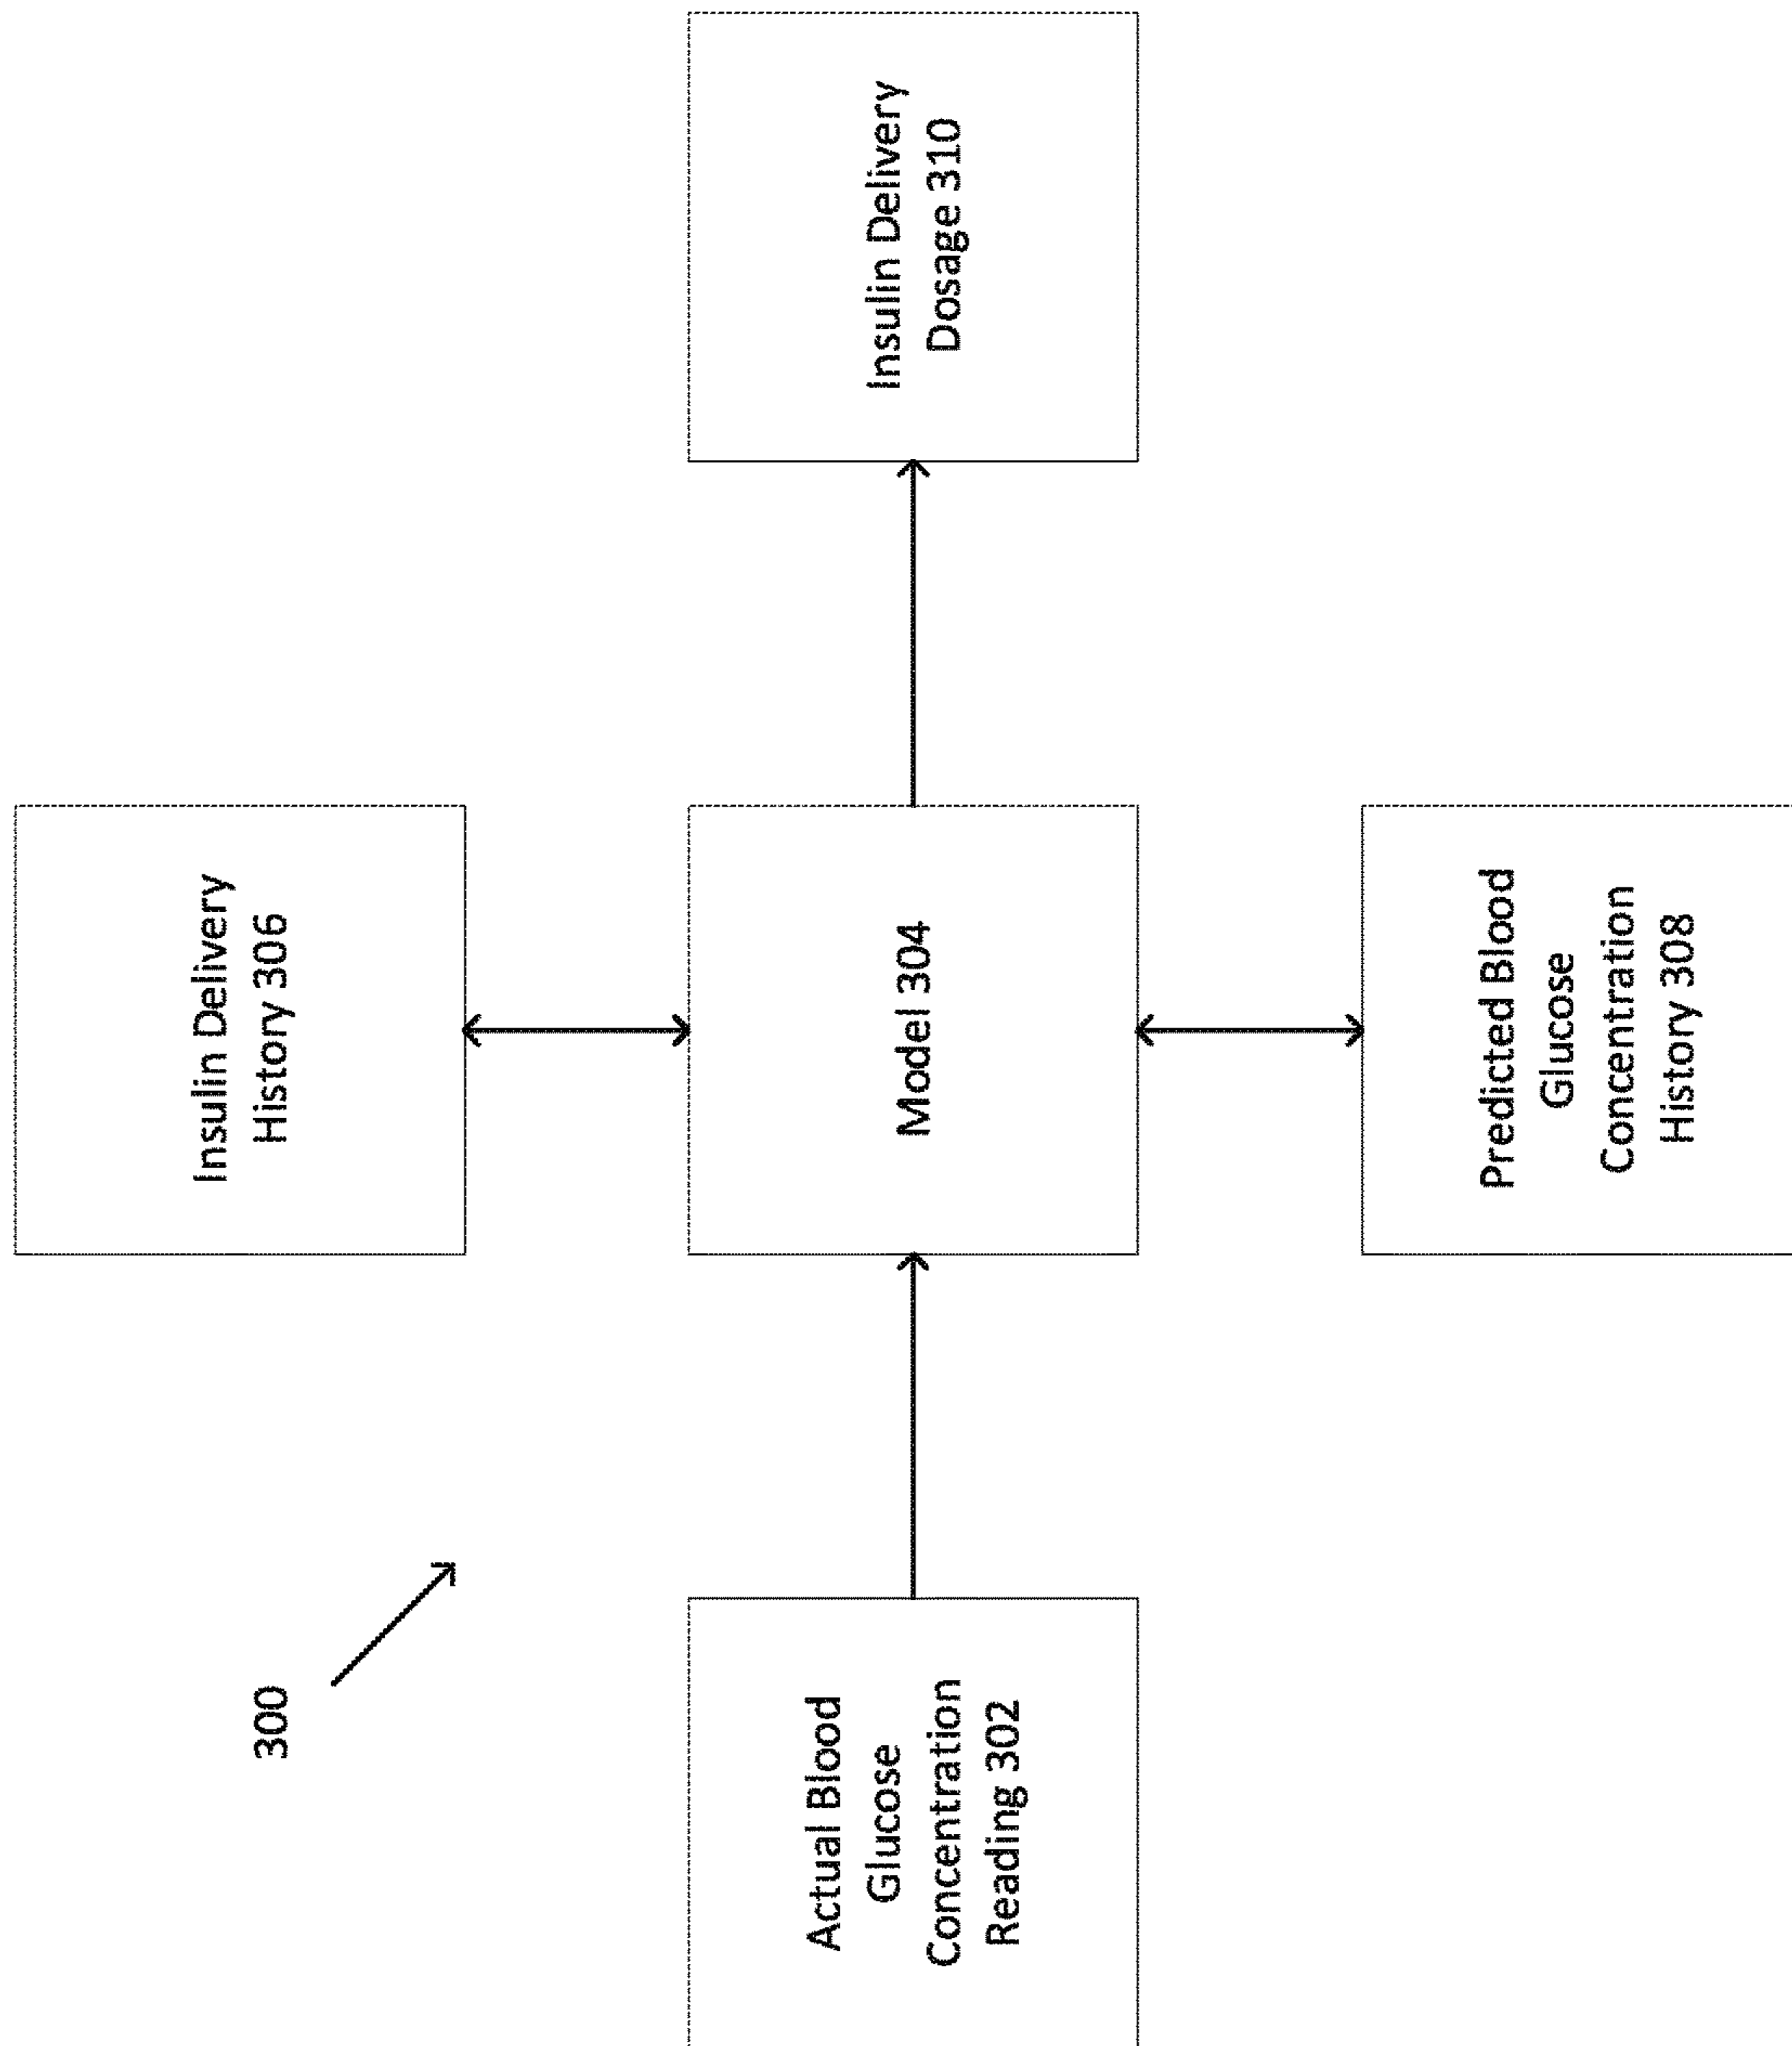 300
Actual Blood
Glucose
Concentration
Reading 302
Insulin Delivery
History 306
Model 304
Predicted Blood
Glucose
Concentration
History 308
Insulin Delivery
Dosage 310